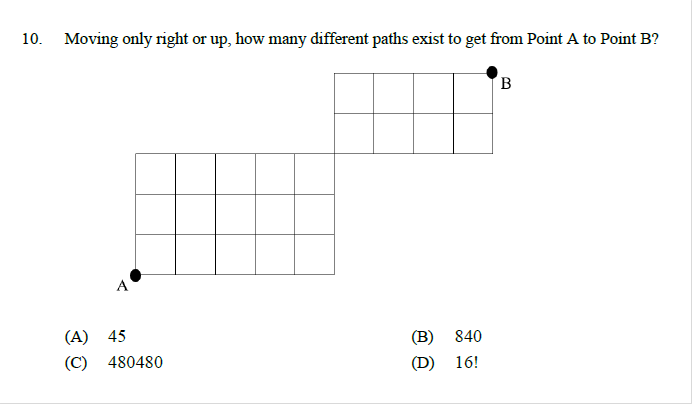 10. Moving only right or up, how many different paths exist to get from Point A to Point B?
B
A
(A) 45 (B) 840
(C) 480480 (D) 16!